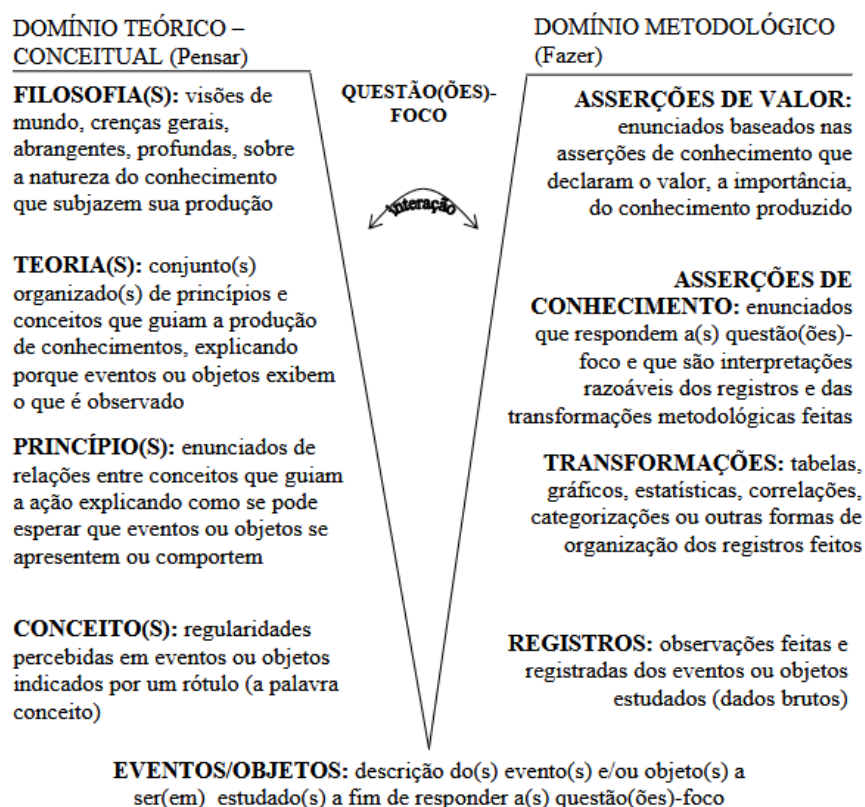 DOMÍNIO TEÓRICO –
CONCEITUAL (Pensar)
FILOSOFIA(S): visões de
mundo, crenças gerais,
abrangentes, profundas, sobre
a natureza do conhecimento
que subjazem sua produção
TEORIA(S): conjunto(s)
organizado(s) de princípios e
conceitos que guiam a produção
de conhecimentos, explicando
porque eventos ou objetos exibem
o que é observado
PRINCÍPIO(S): enunciados de
relações entre conceitos que guiam
a ação explicando como se pode
esperar que eventos ou objetos se
apresentem ou comportem
CONCEITO(S): regularidades
percebidas em eventos ou objetos
indicados por um rótulo (a palavra
conceito)
QUESTÃO(ÕES)-
FOCO
interação
DOMÍNIO METODOLÓGICO
(Fazer)
ASSERÇÕES DE VALOR:
enunciados baseados nas
asserções de conhecimento que
declaram o valor, a importância,
do conhecimento produzido
ASSERÇÕES DE
CONHECIMENTO: enunciados
que respondem a(s) questão(ões)-
foco e que são interpretações
razoáveis dos registros e das
transformações metodológicas feitas
TRANSFORMAÇÕES: tabelas,
gráficos, estatísticas, correlações,
categorizações ou outras formas de
organização dos registros feitos
REGISTROS: observações feitas e
registradas dos eventos ou objetos
estudados (dados brutos)
EVENTOS/OBJETOS: descrição do(s) evento(s) e/ou objeto(s) a
ser(em) estudado(s) a fim de responder a(s) questão(ões)-foco